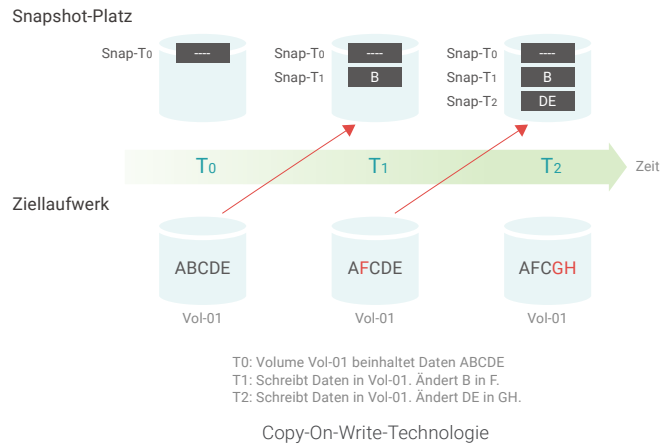 Snapshot-Platz
Snap-T0 ----
Snap-T0 ----
Snap-T1 B
Snap-T0 ----
Snap-T1 B
Snap-T2 DE
T0 T1 T2 Zeit
Ziellaufwerk
ABCDE AFCDE AFCGH
Vol-01 Vol-01 Vol-01
T0: Volume Vol-01 beinhaltet Daten ABCDE
T1: Schreibt Daten in Vol-01. Ändert B in F.
T2: Schreibt Daten in Vol-01. Ändert DE in GH.
Copy-On-Write-Technologie